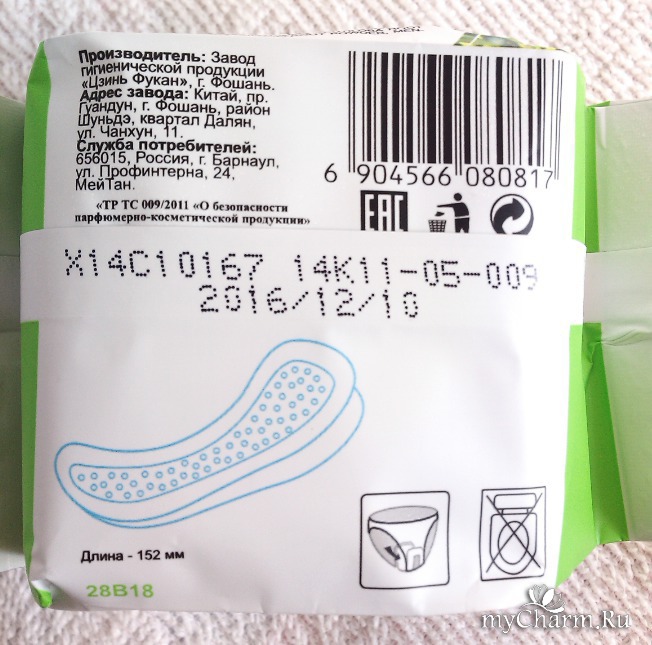 Производитель: Завод
гигиенической продукции
«Цзинь Фукан», г. Фошань.
Адрес завода: Китай, пр.
Гуандун, г. Фошань, район
Шуньдэ, квартал Далян,
ул. Чанхун, 11.
Служба потребителей:
656015, Россия, г. Барнаул,
ул. Профинтерна, 24,
МейТан.
«ТР ТС 009/2011 «О безопасности
парфюмерно-косметической продукции»
6 904566 080817
EAC
X14C10167 14K11-05-009
2016/12/10
Длина - 152 мм
28B18
myCharm.Ru